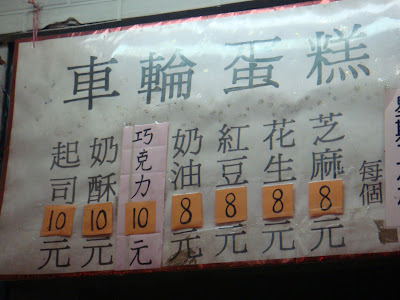 車輪蛋糕
每個
芝麻8元
花生8元
紅豆8元
奶油8元
巧克力10元
奶酥10元
起司10元